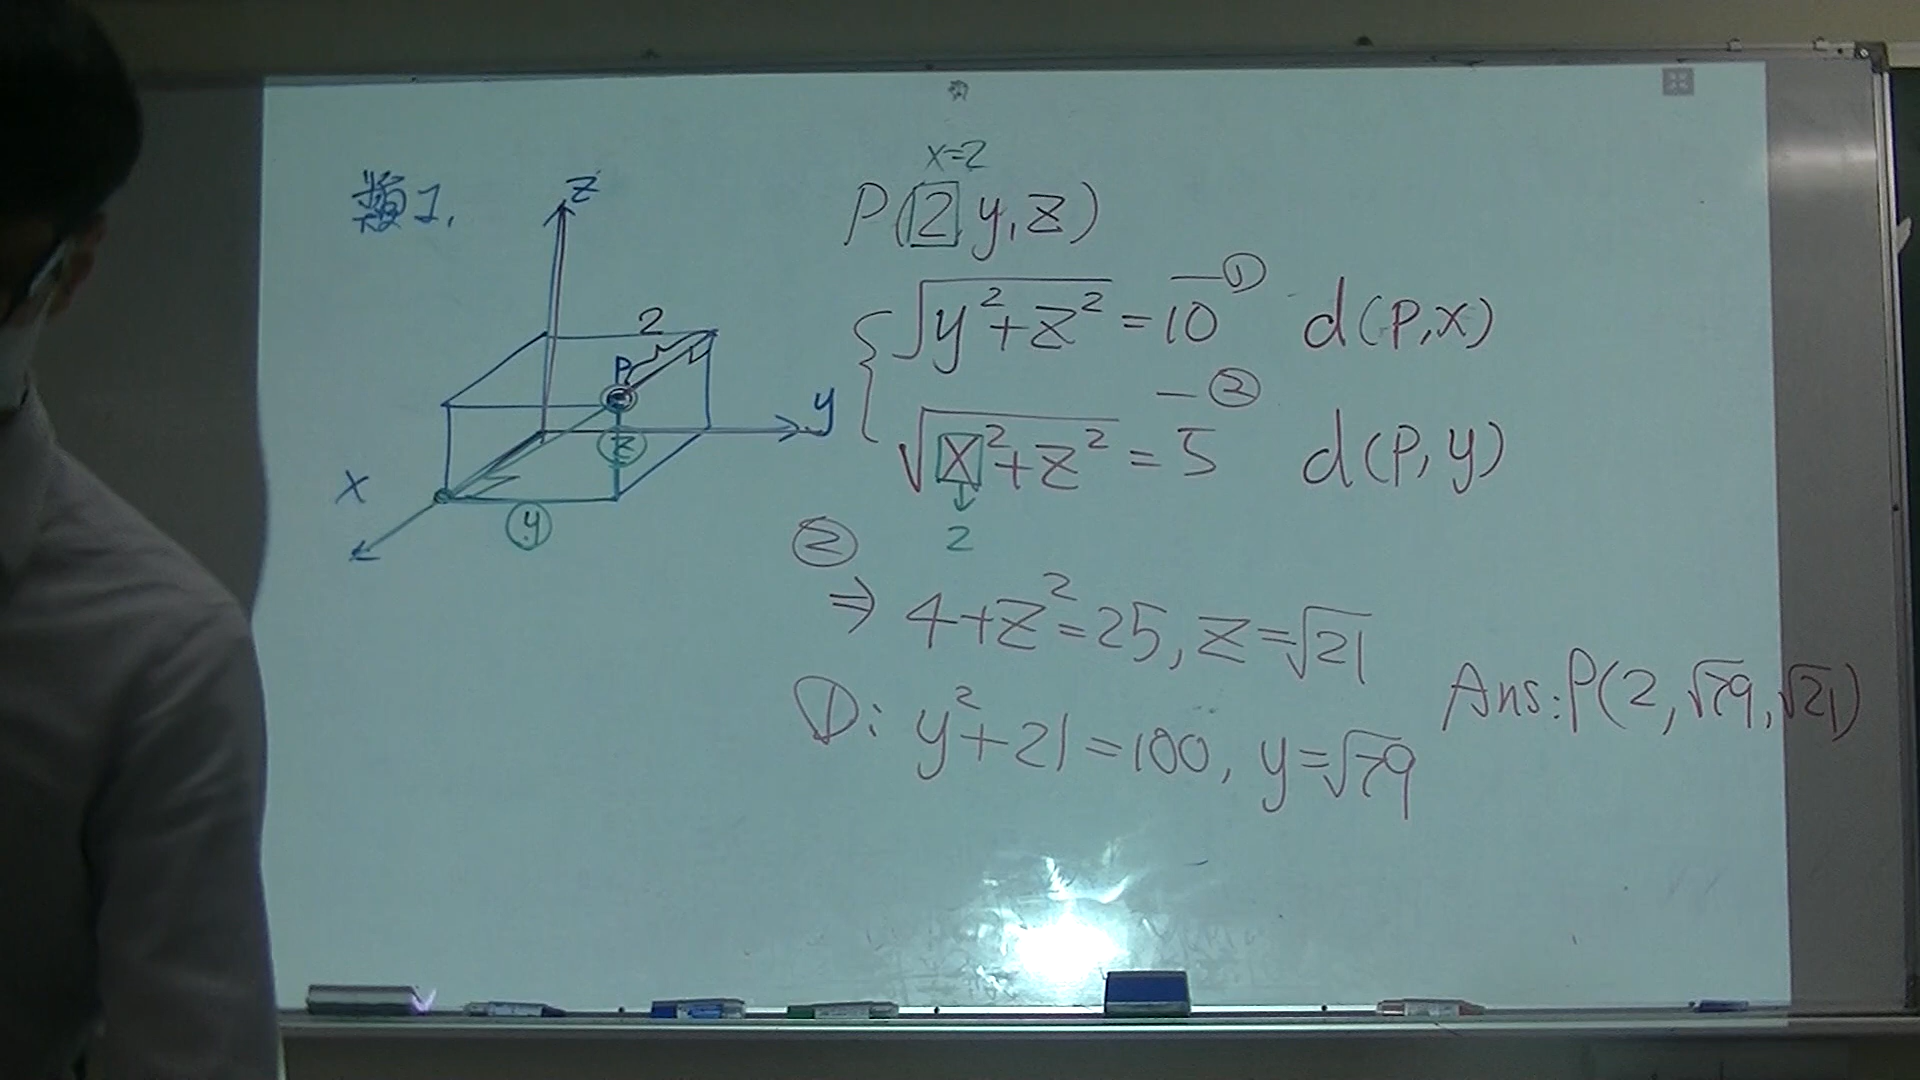 類1.
z
2
P
y
z
x
y
x=2
P(2 y,z)
√(y²+z²) = 10 —① d(P,x)
√(x²+z²) = 5 —② d(P,y)
↓
2
②
⇒ 4+z²=25, z=√21
①: y²+21=100, y=√79
Ans: P(2,√79,√21)